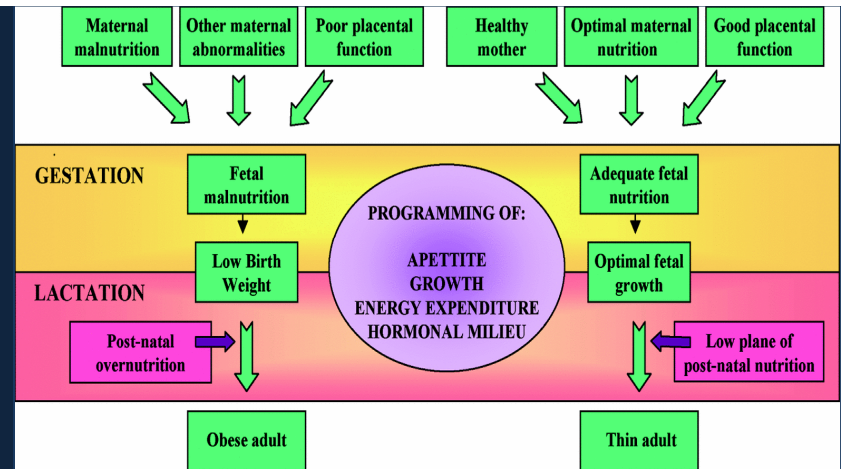 Maternal
malnutrition
Other maternal
abnormalities
Poor placental
function
Healthy
mother
Optimal maternal
nutrition
Good placental
function
GESTATION
Fetal
malnutrition
Adequate fetal
nutrition
PROGRAMMING OF:
APETTITE
GROWTH
ENERGY EXPENDITURE
HORMONAL MILIEU
Low Birth
Weight
Optimal fetal
growth
LACTATION
Post-natal
overnutrition
Low plane of
post-natal nutrition
Obese adult
Thin adult